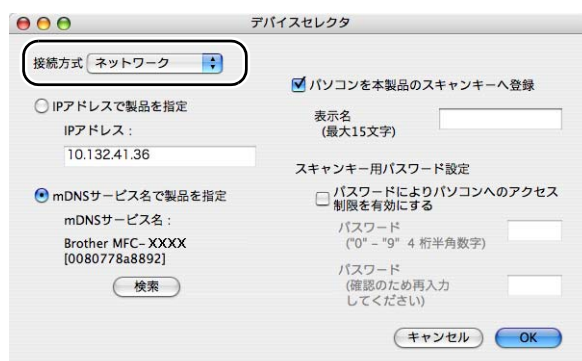 デバイスセレクタ
接続方式 ネットワーク
IPアドレスで製品を指定
IPアドレス：
10.132.41.36
mDNSサービス名で製品を指定
mDNSサービス名：
Brother MFC-XXXX
[0080778a8892]
検索
パソコンを本製品のスキャンキーへ登録
表示名
(最大15文字)
スキャンキー用パスワード設定
パスワードによりパソコンへのアクセス
制限を有効にする
パスワード
("0" – "9" 4 桁半角数字)
パスワード
(確認のため再入力
してください)
キャンセル OK